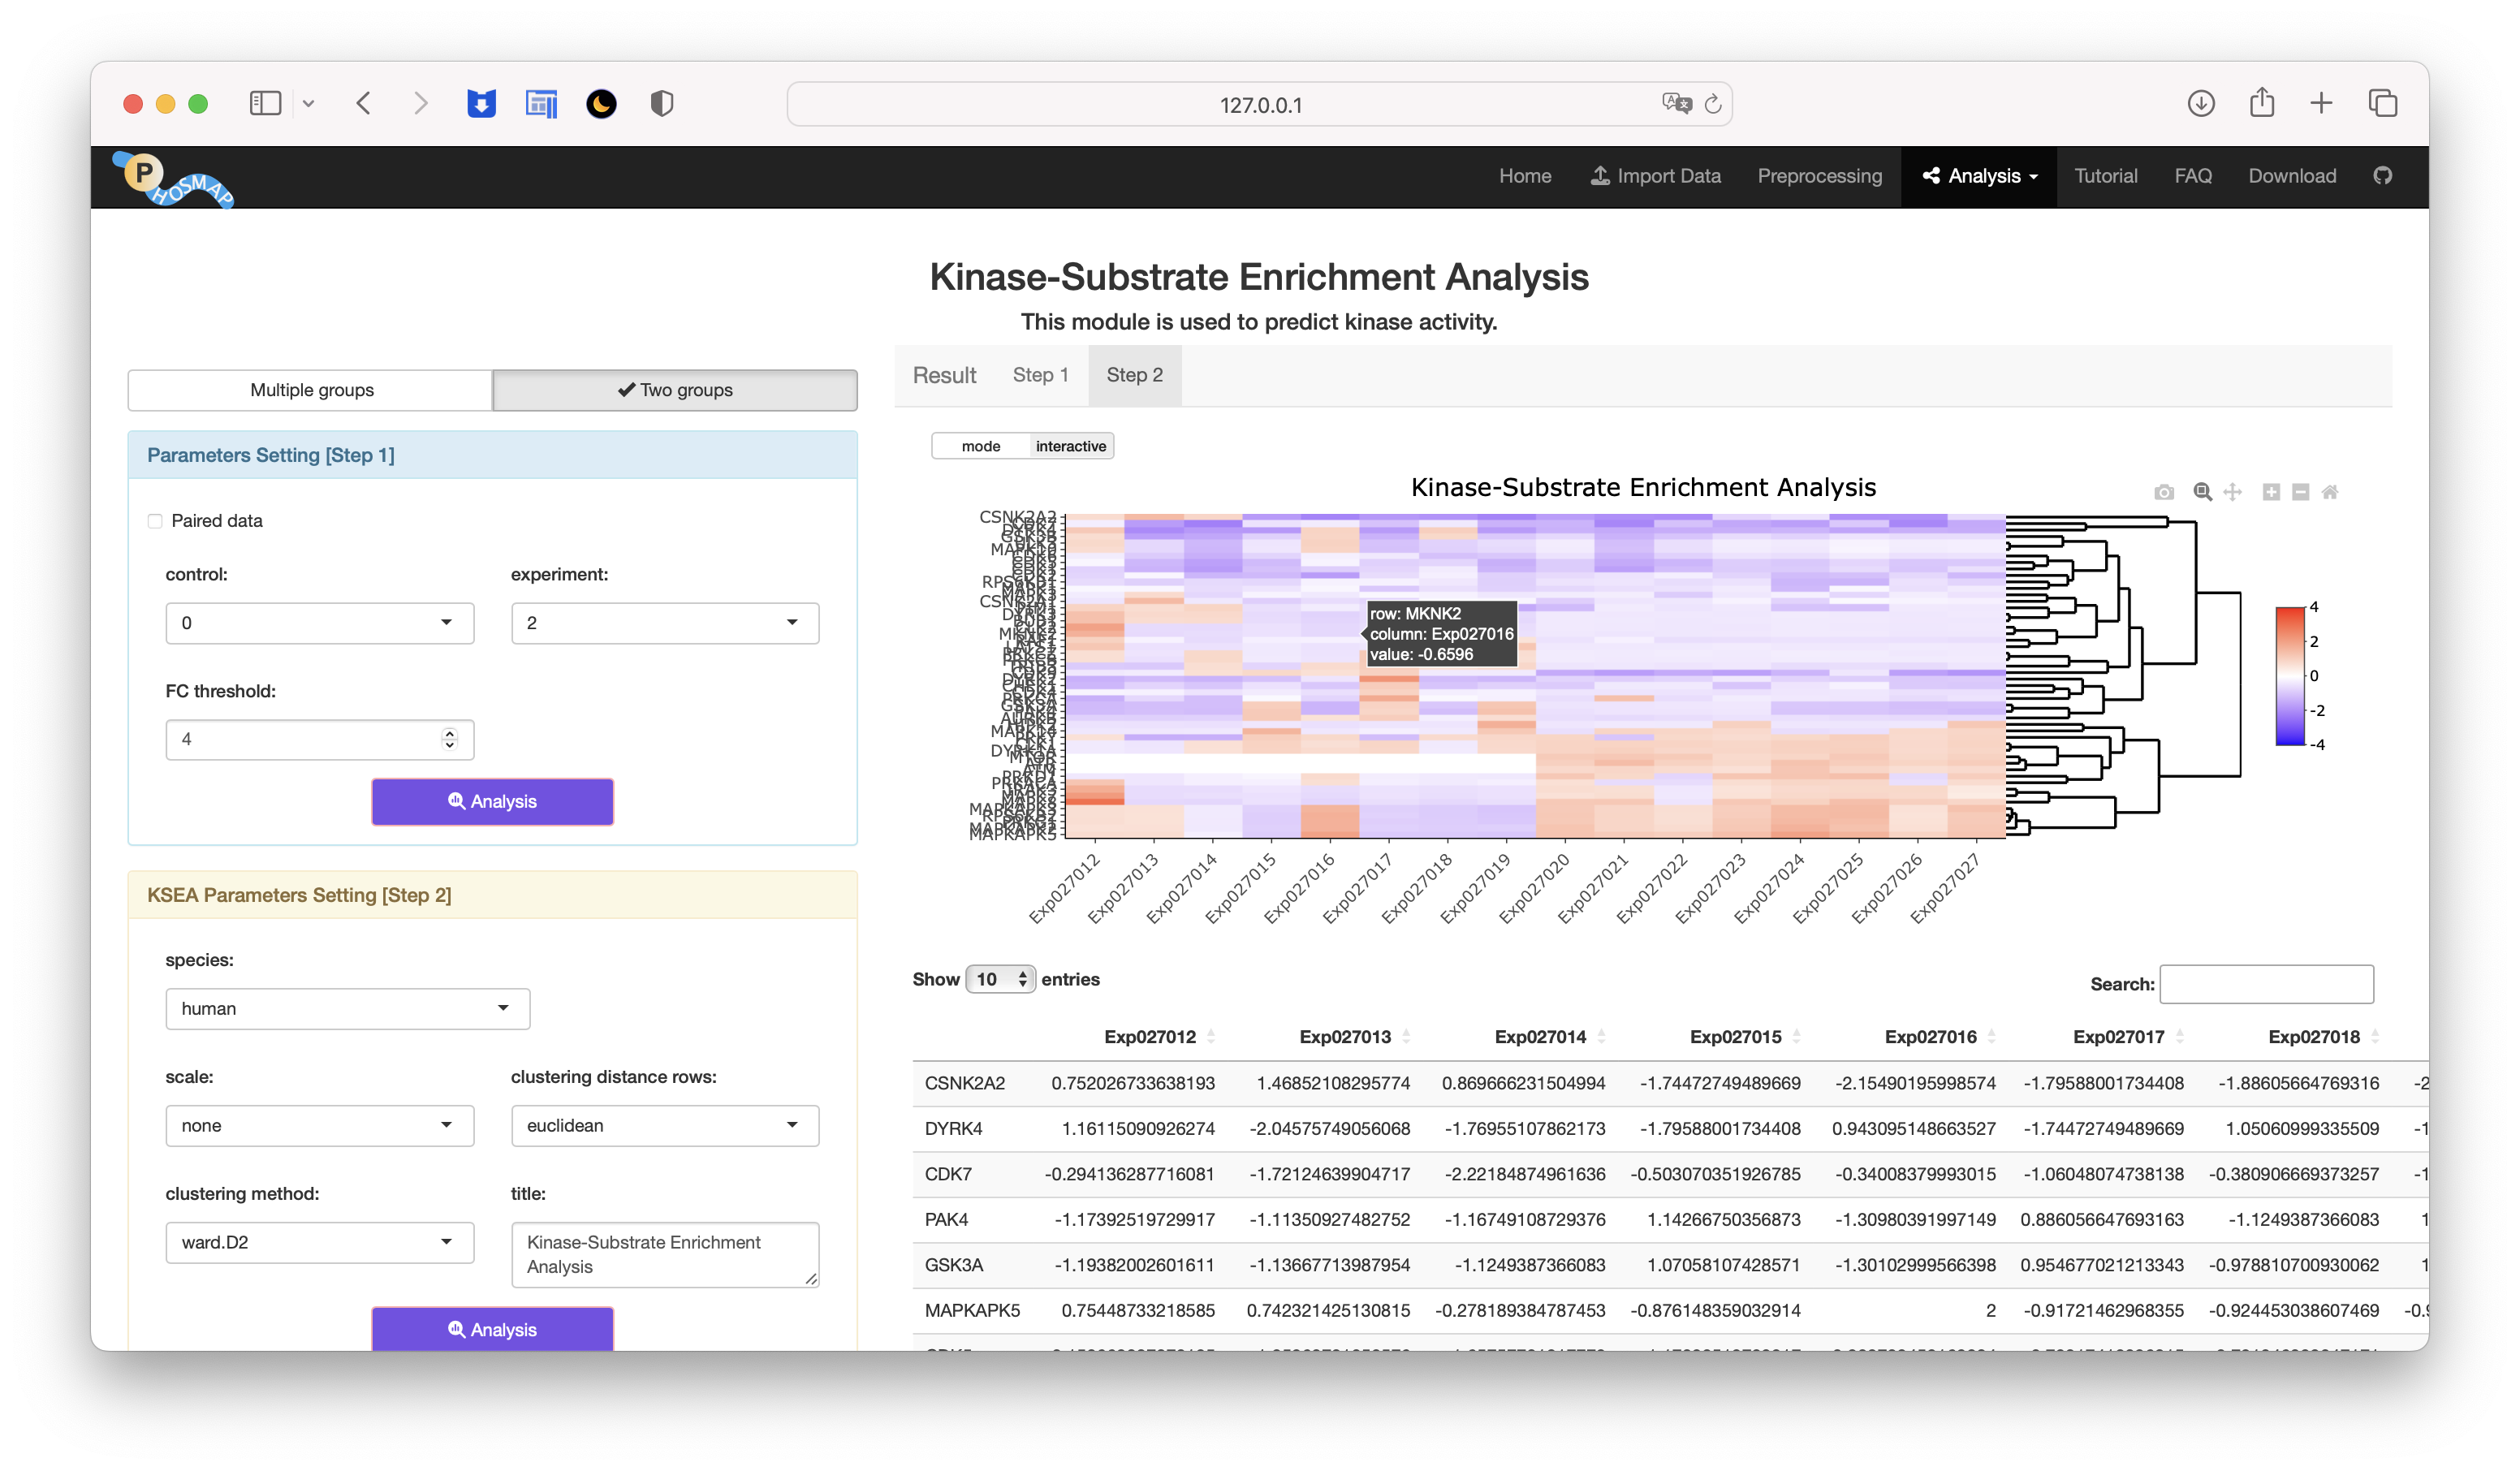 127.0.0.1
PHOSMAP
Home Import Data Preprocessing Analysis Tutorial FAQ Download
Kinase-Substrate Enrichment Analysis
This module is used to predict kinase activity.
Multiple groups Two groups
Result Step 1 Step 2
Parameters Setting [Step 1]
mode interactive
Kinase-Substrate Enrichment Analysis
Paired data
control: experiment:
0 2
FC threshold:
4
Analysis
CSNK2A2
MAPK10
DYRK1A
MTOR
PRKACA
MAPKAPK5
row: MKNK2
column: Exp027016
value: -0.6596
4
2
0
-2
-4
Exp027012 Exp027013 Exp027014 Exp027015 Exp027016 Exp027017 Exp027018 Exp027019 Exp027020 Exp027021 Exp027022 Exp027023 Exp027024 Exp027025 Exp027026 Exp027027
KSEA Parameters Setting [Step 2]
species:
human
scale: clustering distance rows:
none euclidean
clustering method: title:
ward.D2 Kinase-Substrate Enrichment
Analysis
Analysis
Show 10 entries Search:
Exp027012 Exp027013 Exp027014 Exp027015 Exp027016 Exp027017 Exp027018
CSNK2A2 0.752026733638193 1.46852108295774 0.869666231504994 -1.74472749489669 -2.15490195998574 -1.79588001734408 -1.88605664769316 -2
DYRK4 1.16115090926274 -2.04575749056068 -1.76955107862173 -1.79588001734408 0.943095148663527 -1.74472749489669 1.05060999335509 -1
CDK7 -0.294136287716081 -1.72124639904717 -2.22184874961636 -0.503070351926785 -0.34008379993015 -1.06048074738138 -0.380906669373257 -1
PAK4 -1.17392519729917 -1.11350927482752 -1.16749108729376 1.14266750356873 -1.30980391997149 0.886056647693163 -1.1249387366083 1
GSK3A -1.19382002601611 -1.13667713987954 -1.1249387366083 1.07058107428571 -1.30102999566398 0.954677021213343 -0.978810700930062 1
MAPKAPK5 0.75448733218585 0.742321425130815 -0.278189384787453 -0.876148359032914 2 -0.91721462968355 -0.924453038607469 -0.9